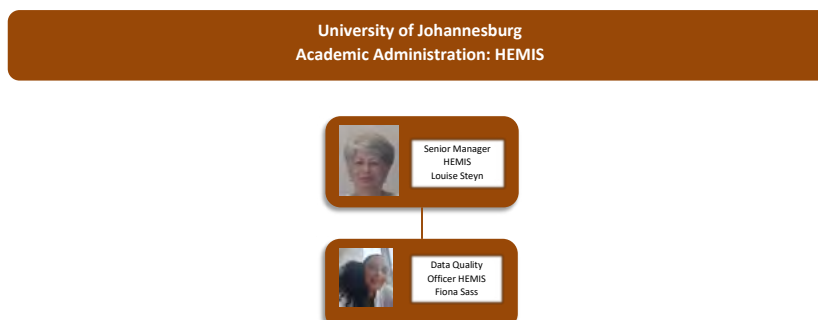 University of Johannesburg
Academic Administration: HEMIS
Senior Manager
HEMIS
Louise Steyn
Data Quality
Officer HEMIS
Fiona Sass